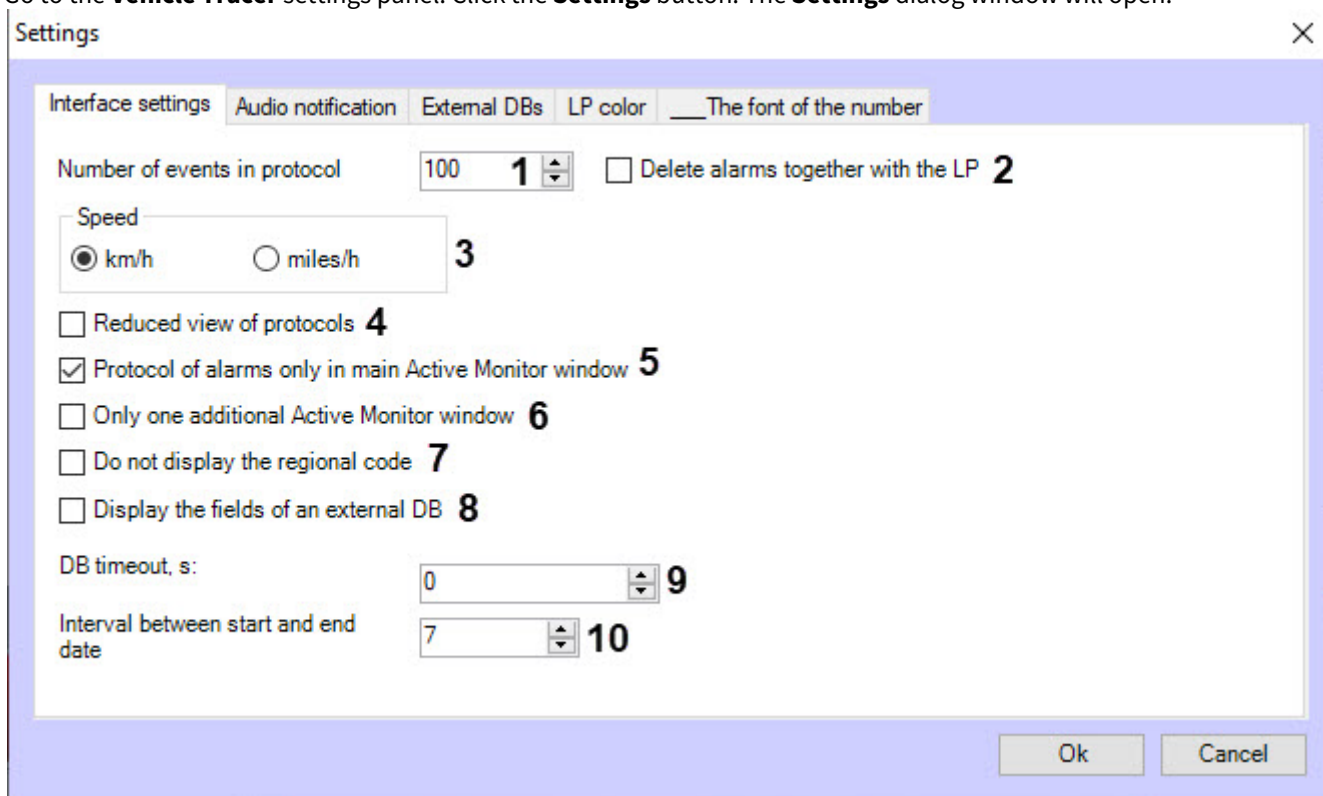 Go to the Vehicle Tracer settings panel. Click the Settings button. The Settings dialog window will open.
Settings
Interface settings Audio notification External DBs LP color ___The font of the number
Number of events in protocol 100 1 Delete alarms together with the LP 2
Speed
km/h miles/h 3
Reduced view of protocols 4
Protocol of alarms only in main Active Monitor window 5
Only one additional Active Monitor window 6
Do not display the regional code 7
Display the fields of an external DB 8
DB timeout, s: 0 9
Interval between start and end
date 7 10
Ok Cancel